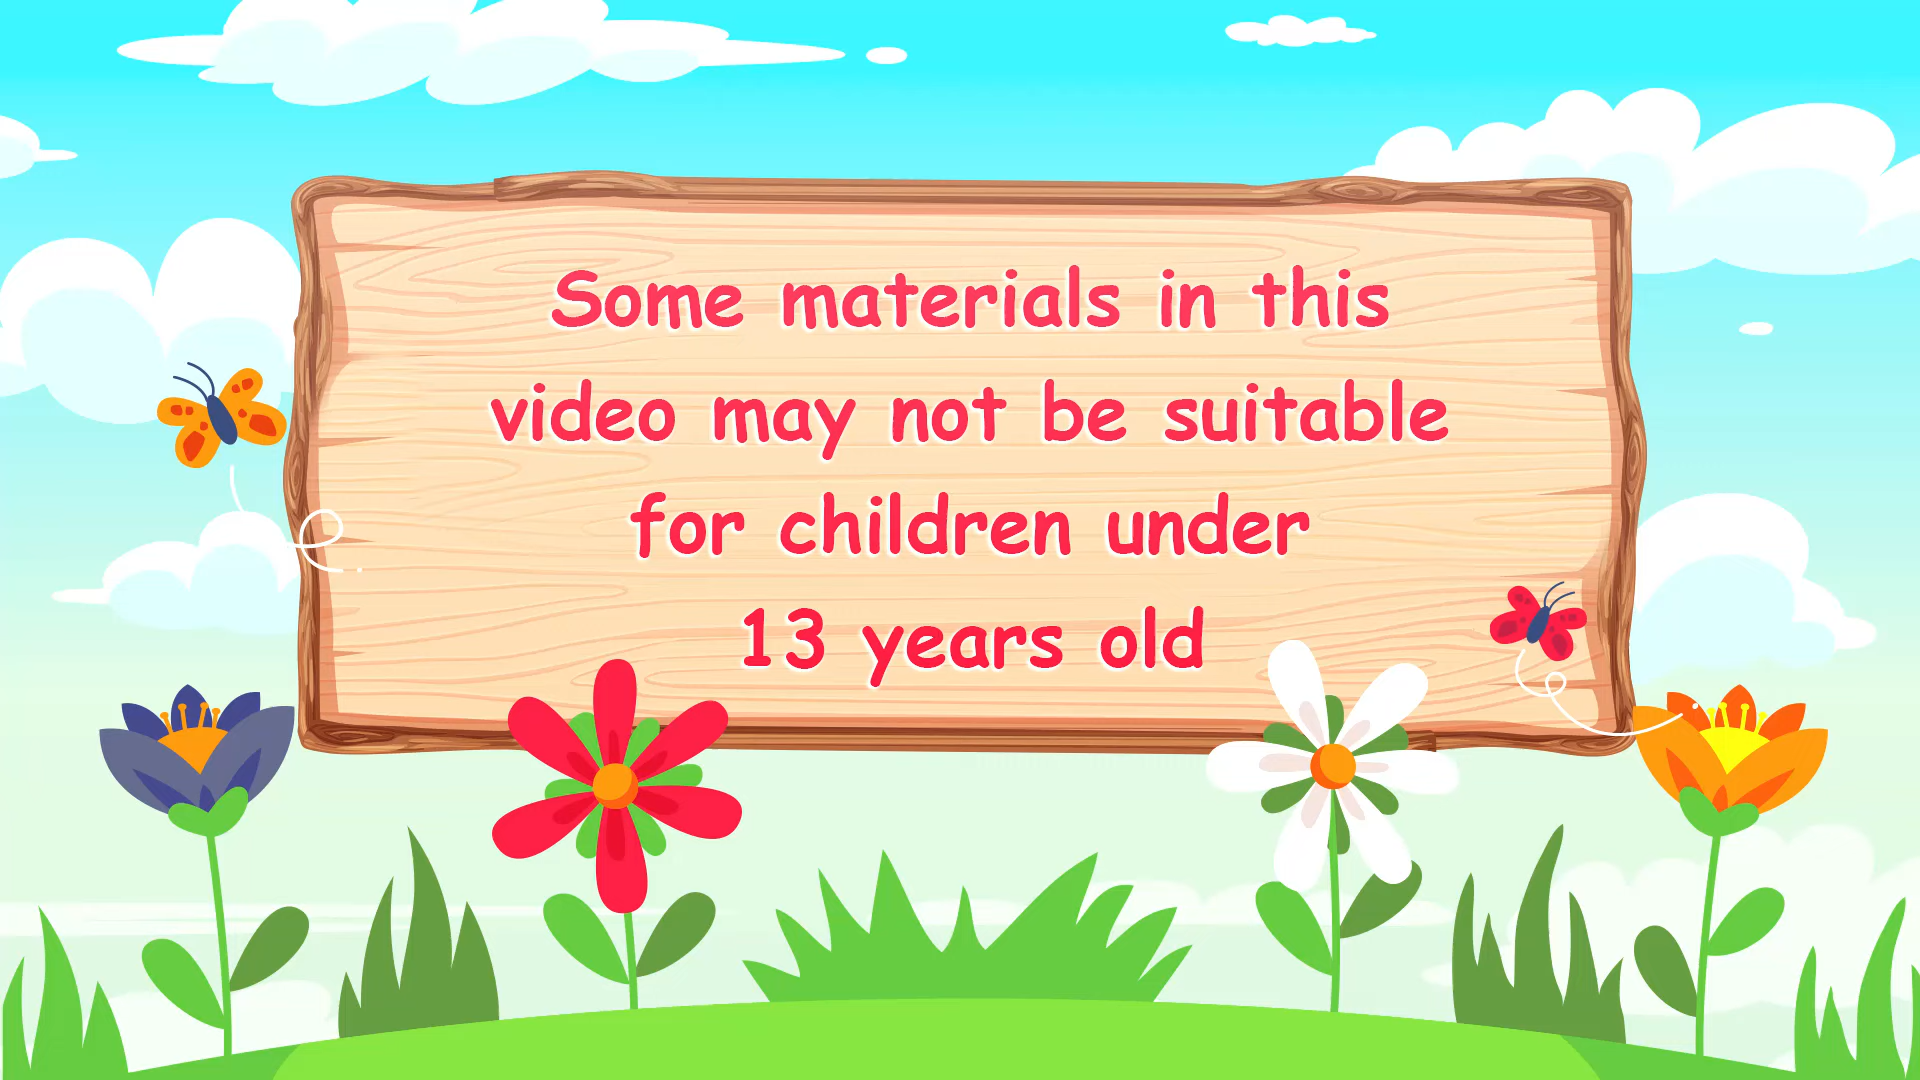 Some materials in this
video may not be suitable
for children under
13 years old